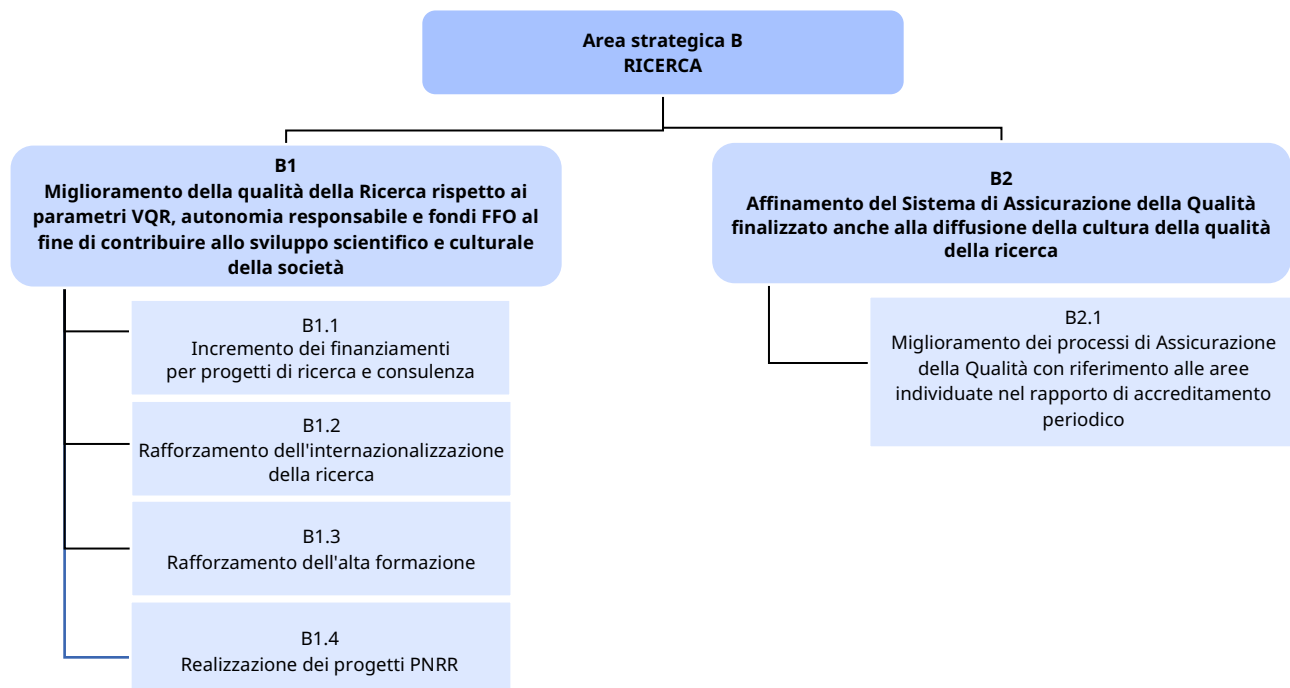 Area strategica B
RICERCA
B1
Miglioramento della qualità della Ricerca rispetto ai
parametri VQR, autonomia responsabile e fondi FFO al
fine di contribuire allo sviluppo scientifico e culturale
della società
B2
Affinamento del Sistema di Assicurazione della Qualità
finalizzato anche alla diffusione della cultura della qualità
della ricerca
B1.1
Incremento dei finanziamenti
per progetti di ricerca e consulenza
B1.2
Rafforzamento dell'internazionalizzazione
della ricerca
B1.3
Rafforzamento dell'alta formazione
B1.4
Realizzazione dei progetti PNRR
B2.1
Miglioramento dei processi di Assicurazione
della Qualità con riferimento alle aree
individuate nel rapporto di accreditamento
periodico